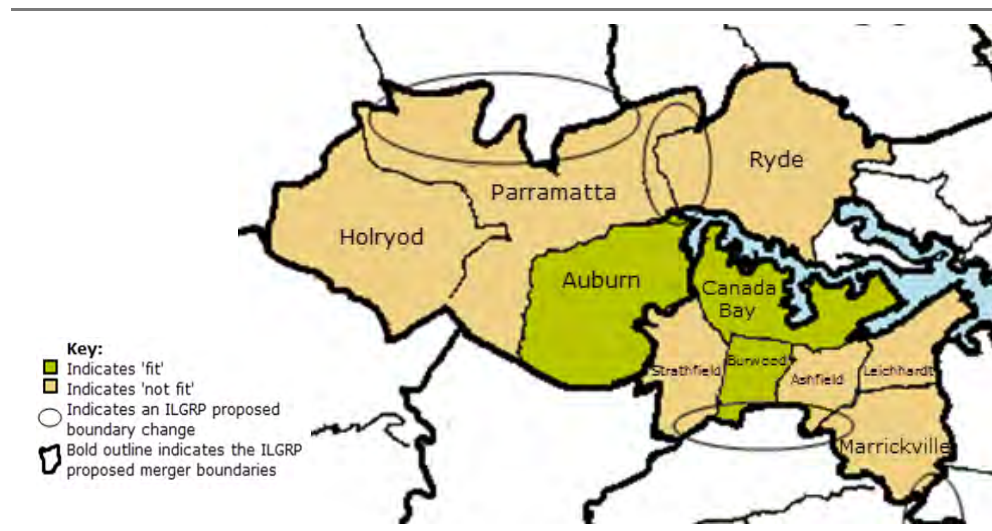 Ryde
Parramatta
Holryod
Auburn
Canada
Bay
Strathfield
Burwood
Ashfield
Leichhardt
Marrickville
Key:
Indicates 'fit'
Indicates 'not fit'
Indicates an ILGRP proposed
boundary change
Bold outline indicates the ILGRP
proposed merger boundaries